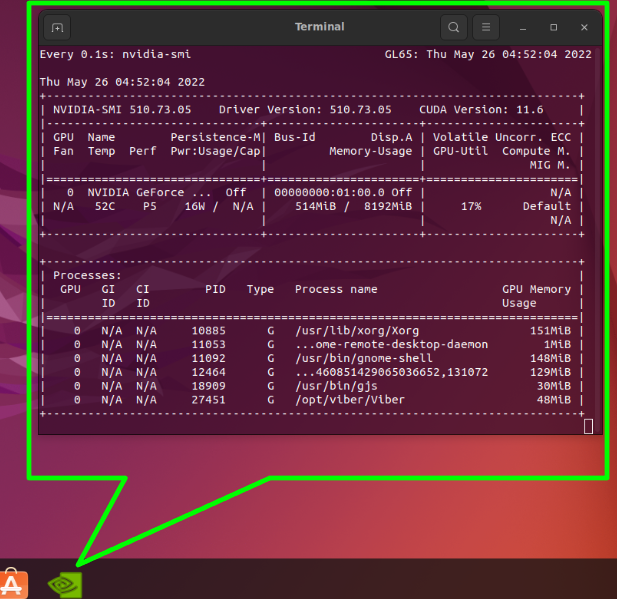 Terminal
Every 0.1s: nvidia-smi GL65: Thu May 26 04:52:04 2022
Thu May 26 04:52:04 2022
+-----------------------------------------------------------------------------+
| NVIDIA-SMI 510.73.05    Driver Version: 510.73.05    CUDA Version: 11.6     |
|-------------------------------+----------------------+----------------------+
| GPU  Name        Persistence-M| Bus-Id        Disp.A | Volatile Uncorr. ECC |
| Fan  Temp  Perf  Pwr:Usage/Cap|         Memory-Usage | GPU-Util  Compute M. |
|                               |                      |               MIG M. |
|===============================+======================+======================|
|   0  NVIDIA GeForce ...  Off  | 00000000:01:00.0 Off |                  N/A |
| N/A   52C    P5    16W /  N/A |    514MiB /  8192MiB |     17%      Default |
|                               |                      |                  N/A |
+-------------------------------+----------------------+----------------------+
+-----------------------------------------------------------------------------+
| Processes:                                                                  |
|  GPU   GI   CI        PID   Type   Process name                  GPU Memory |
|        ID   ID                                                   Usage      |
|=============================================================================|
|    0   N/A  N/A     10885      G   /usr/lib/xorg/Xorg                151MiB |
|    0   N/A  N/A     11053      G   ...ome-remote-desktop-daemon        1MiB |
|    0   N/A  N/A     11092      G   /usr/bin/gnome-shell              148MiB |
|    0   N/A  N/A     12464      G   ...460851429065036652,131072      129MiB |
|    0   N/A  N/A     18909      G   /usr/bin/gjs                       30MiB |
|    0   N/A  N/A     27451      G   /opt/viber/Viber                   48MiB |
+-----------------------------------------------------------------------------+